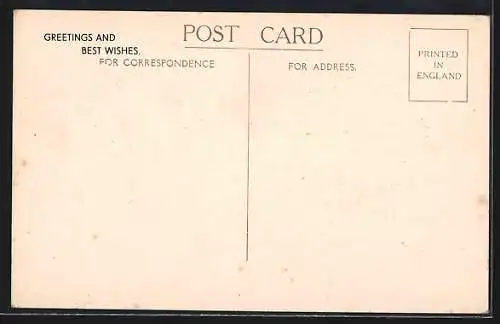 POST CARD
GREETINGS AND
BEST WISHES.
FOR CORRESPONDENCE
FOR ADDRESS.
PRINTED
IN
ENGLAND